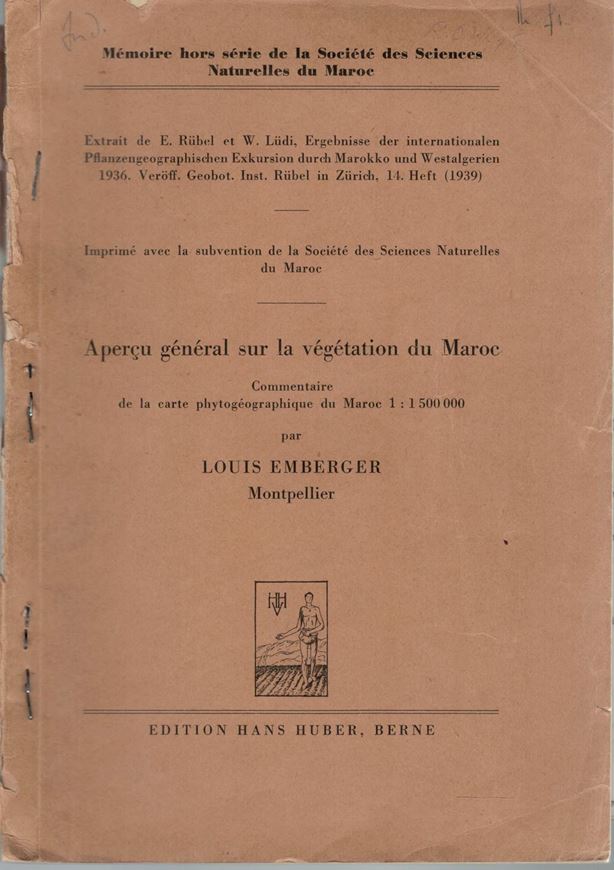 Mémoire hors série de la Société des Sciences
Naturelles du Maroc
Extrait de E. Rübel et W. Lüdi, Ergebnisse der internationalen
Pflanzengeographischen Exkursion durch Marokko und Westalgerien
1936. Veröff. Geobot. Inst. Rübel in Zürich, 14. Heft (1939)
Imprimé avec la subvention de la Société des Sciences Naturelles
du Maroc
Aperçu général sur la végétation du Maroc
Commentaire
de la carte phytogéographique du Maroc 1 : 1 500 000
par
LOUIS EMBERGER
Montpellier
EDITION HANS HUBER, BERNE